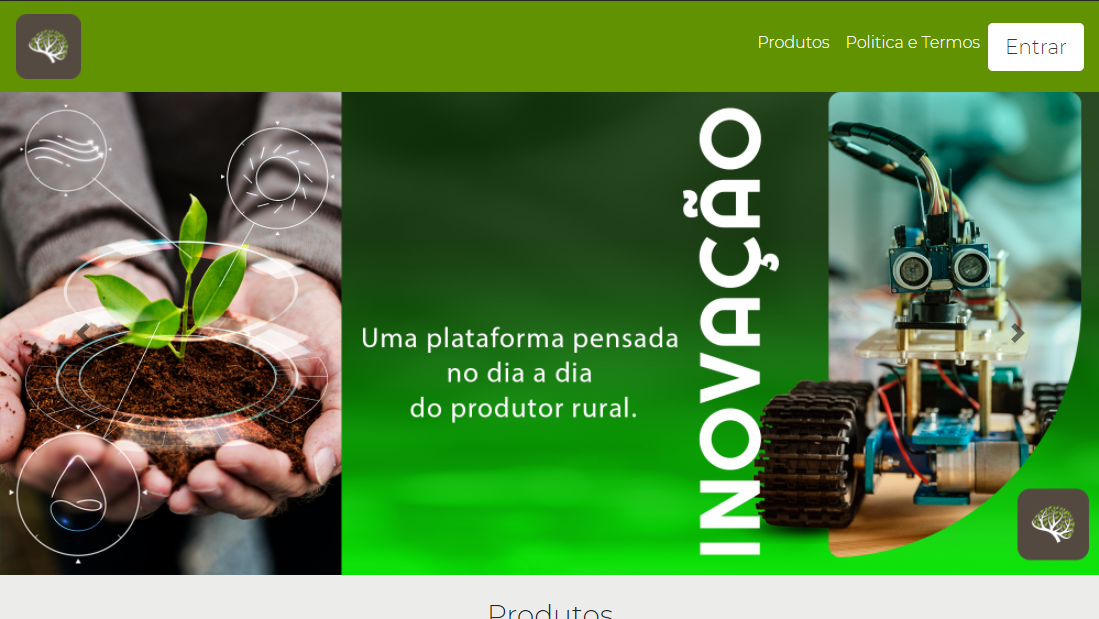 Produtos
Politica e Termos
Entrar
Uma plataforma pensada
no dia a dia
do produtor rural.
INOVAÇÃO
Produtos